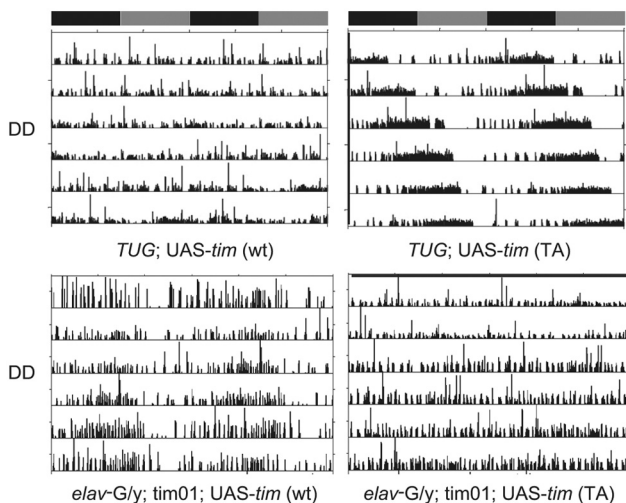 DD
TUG; UAS-tim (wt)
TUG; UAS-tim (TA)
DD
elav-G/y; tim01; UAS-tim (wt)
elav-G/y; tim01; UAS-tim (TA)